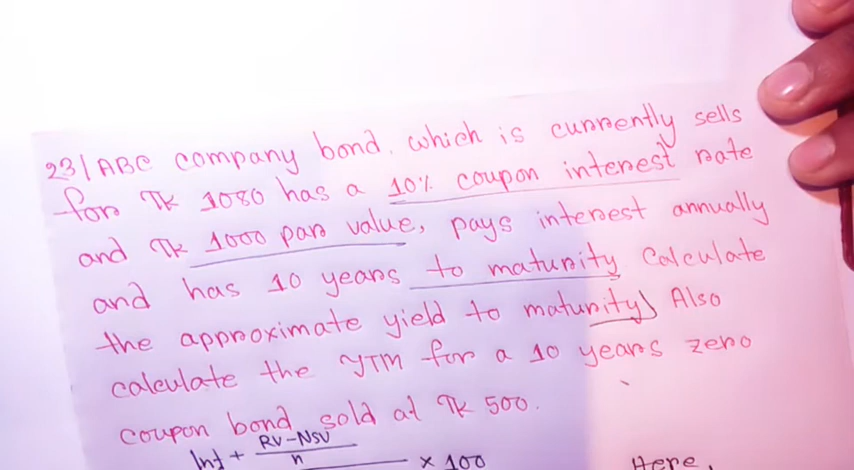 23| ABC company bond. which is currently sells
for Tk 1080 has a 10% coupon interest rate
and Tk 1000 par value, pays interest annually
and has 10 years to maturity Calculate
the approximate yield to maturity) Also
calculate the YTM for a 10 years zero
coupon bond sold at Tk 500.
Int + RV-NSV
n
× 100
Here,